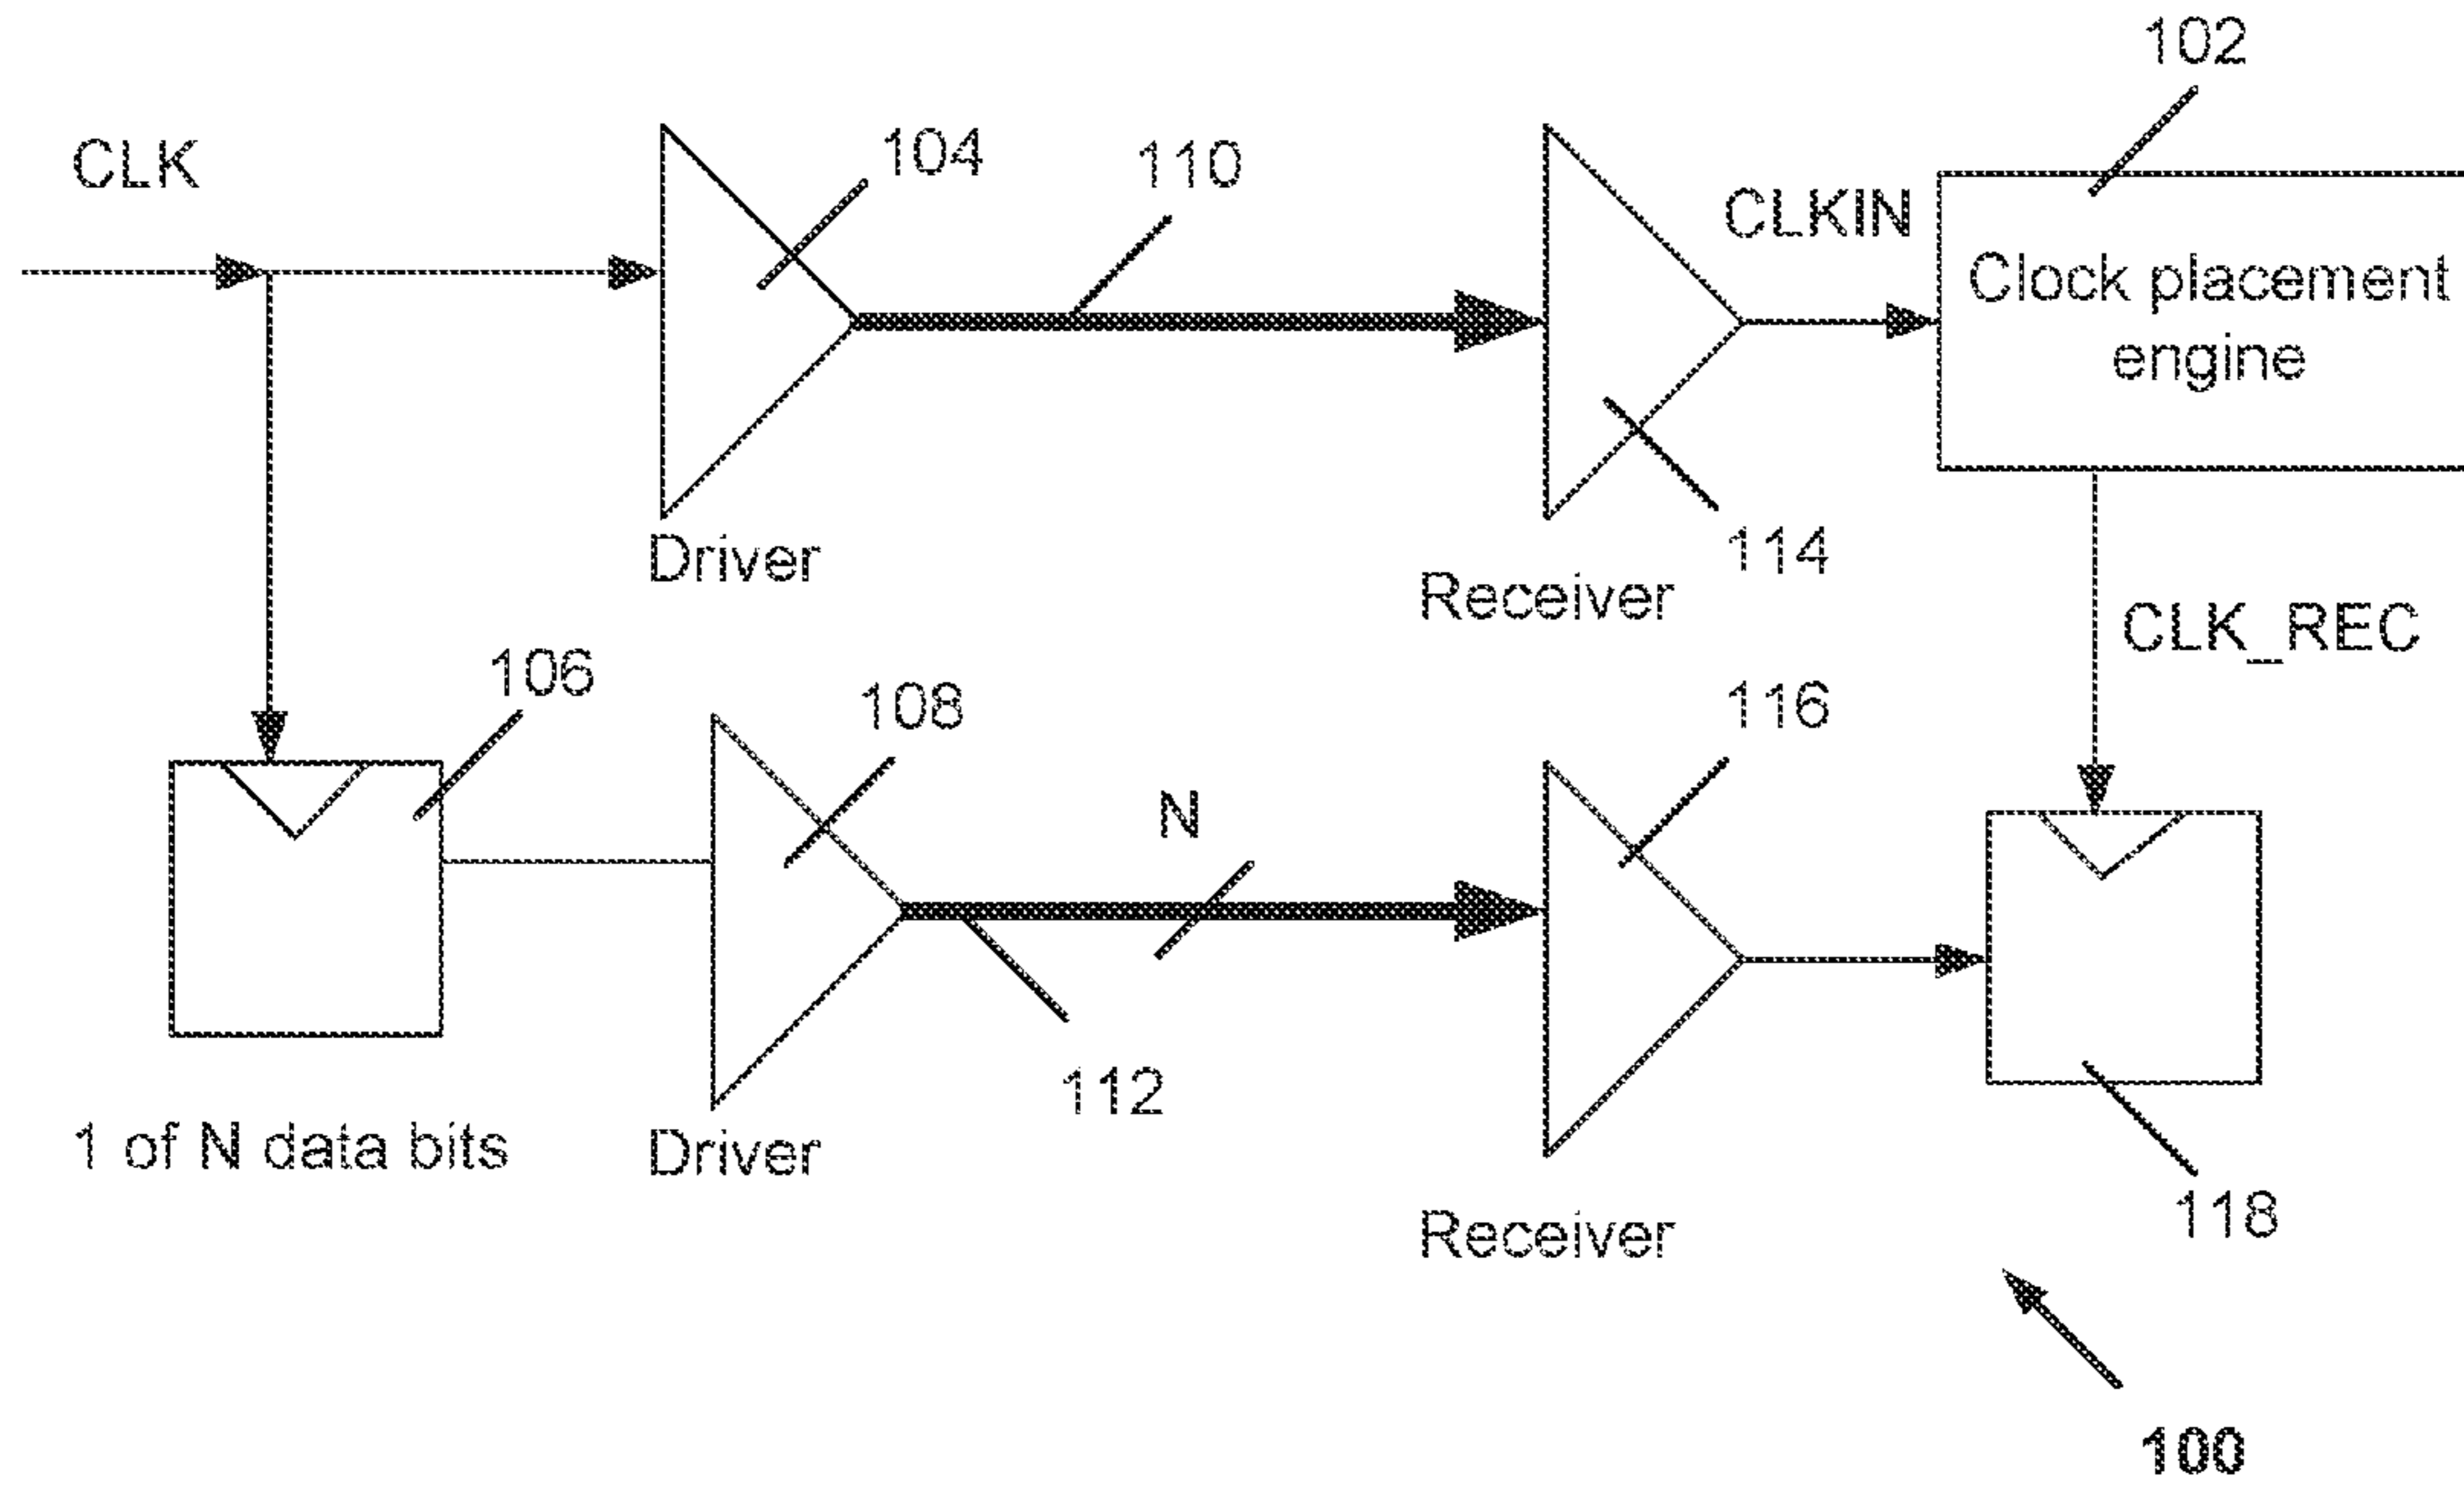 102
CLK
104
110
CLKIN
Clock placement
engine
Driver
114
Receiver
CLK_REC
106
108
116
N
112
1 of N data bits
Driver
118
Receiver
100